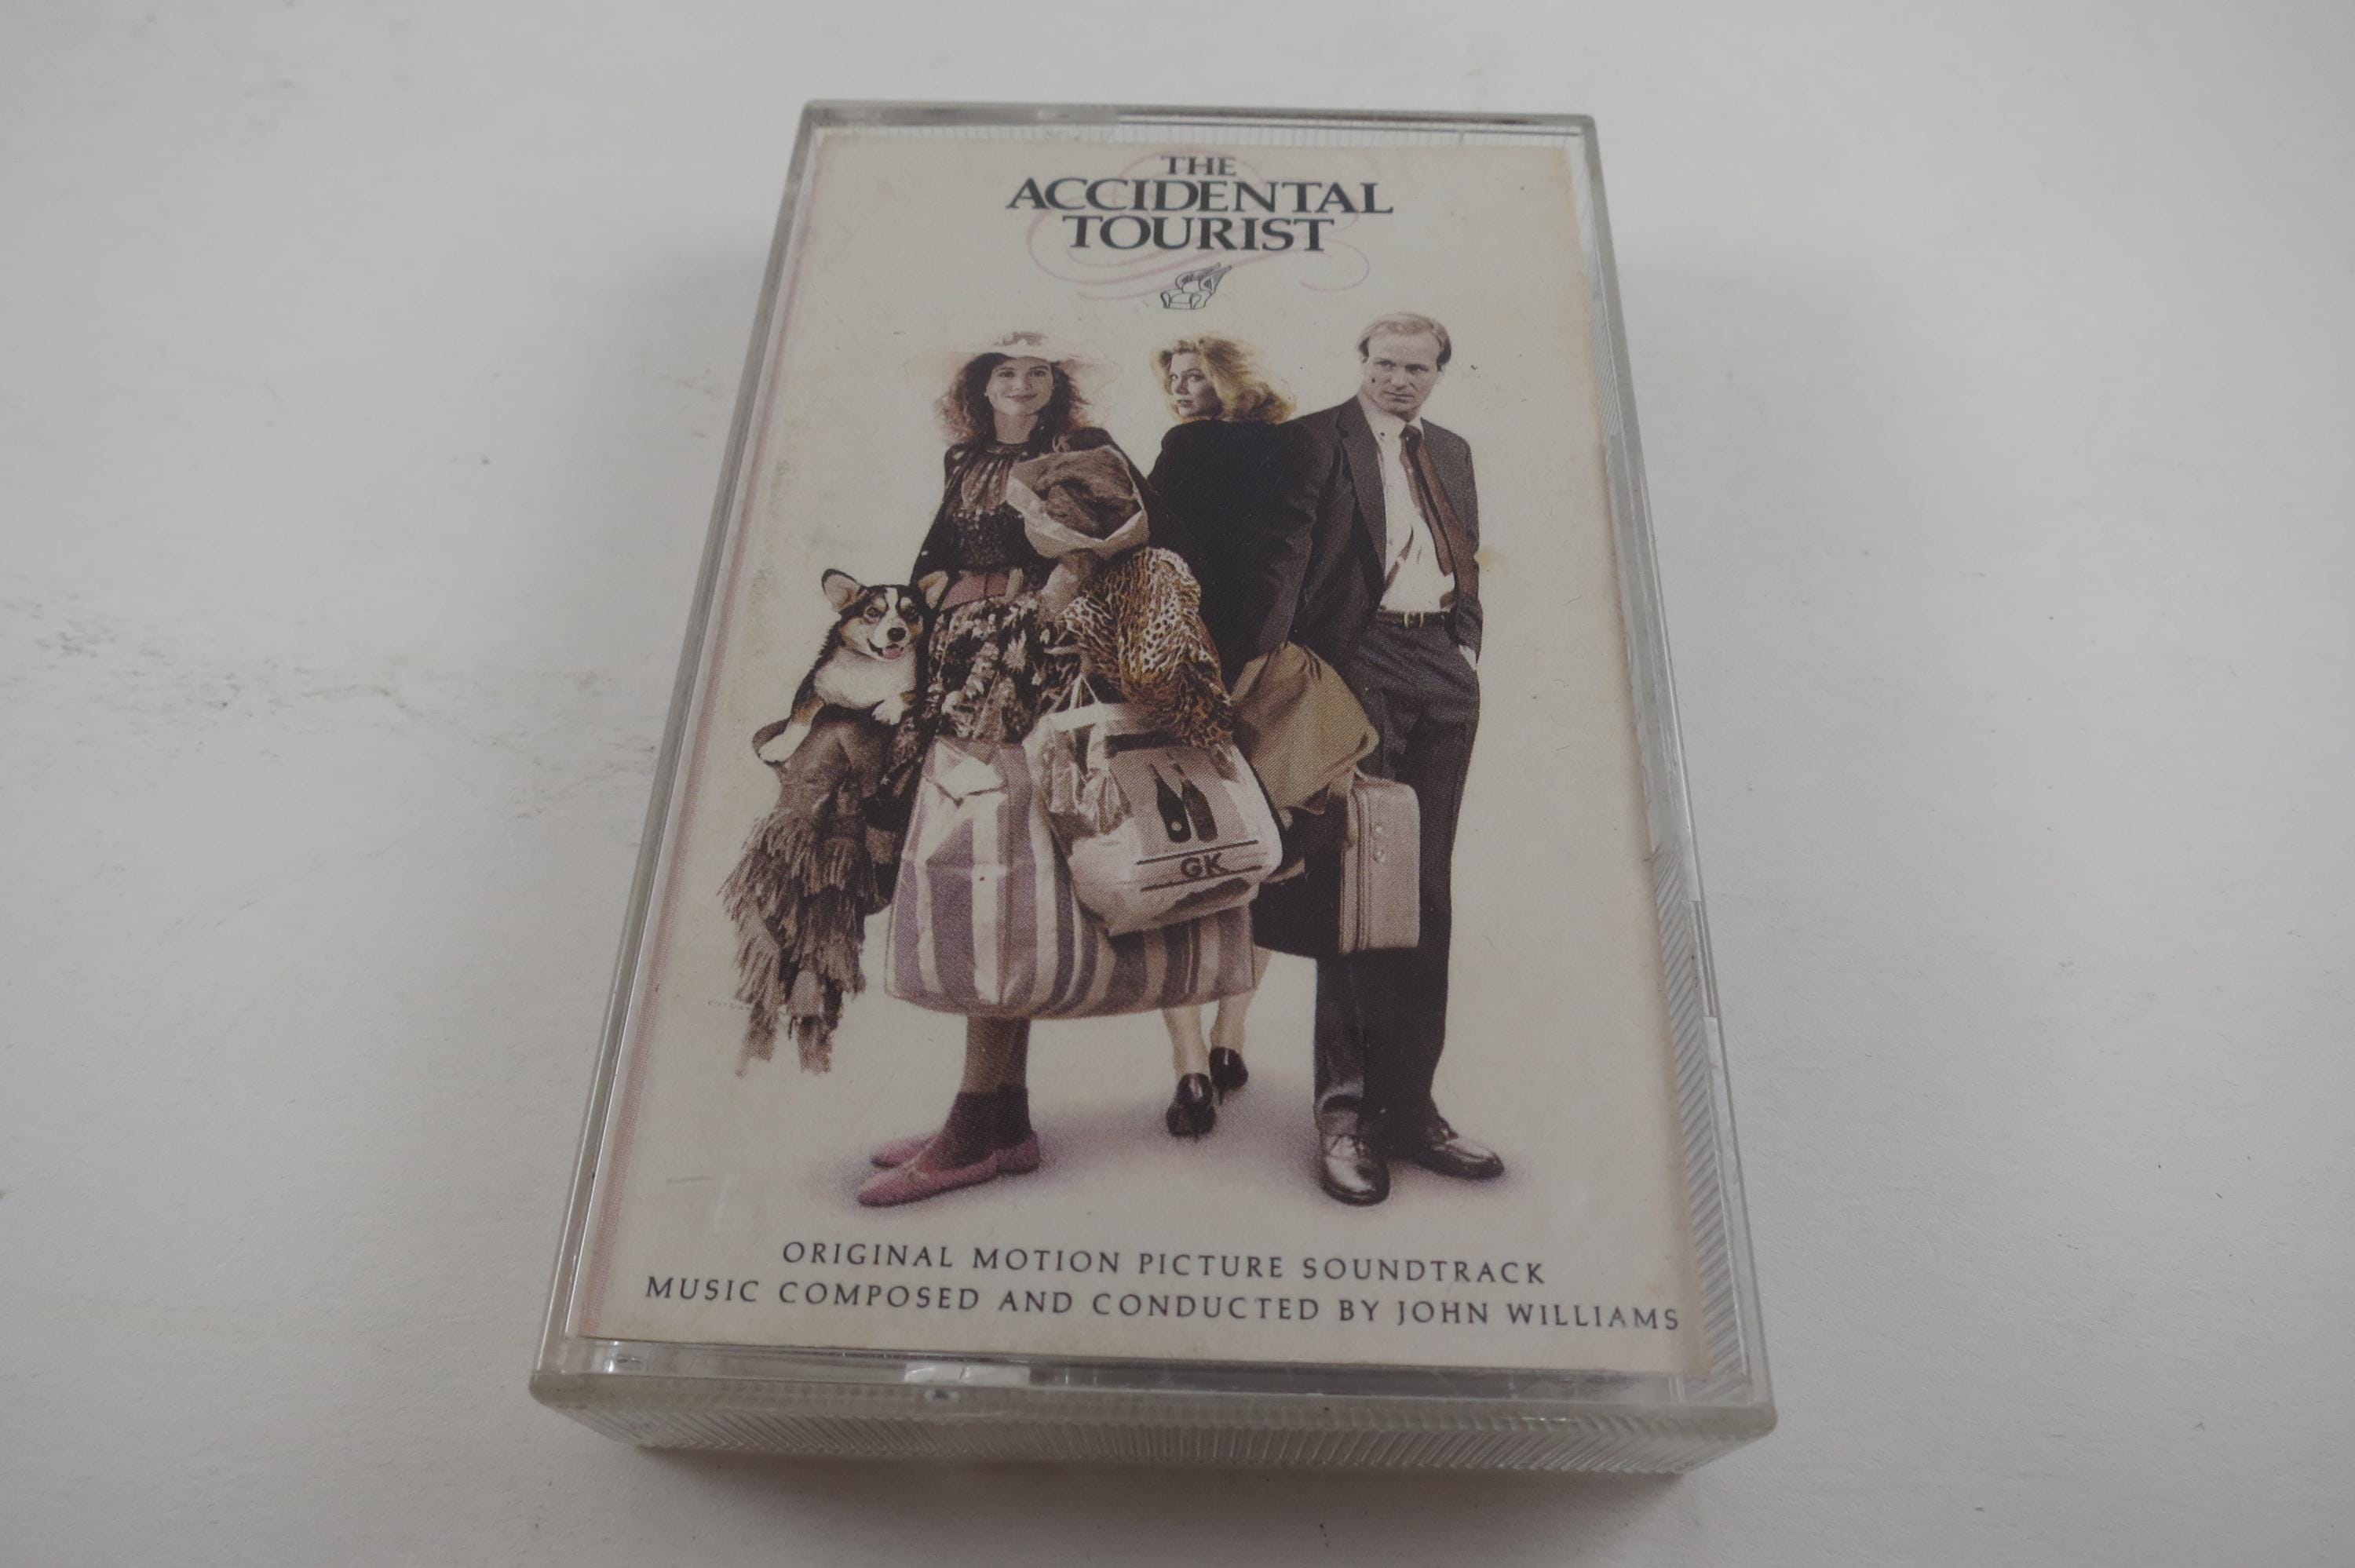 THE
ACCIDENTAL
TOURIST
GK
ORIGINAL MOTION PICTURE SOUNDTRACK
MUSIC COMPOSED AND CONDUCTED BY JOHN WILLIAMS